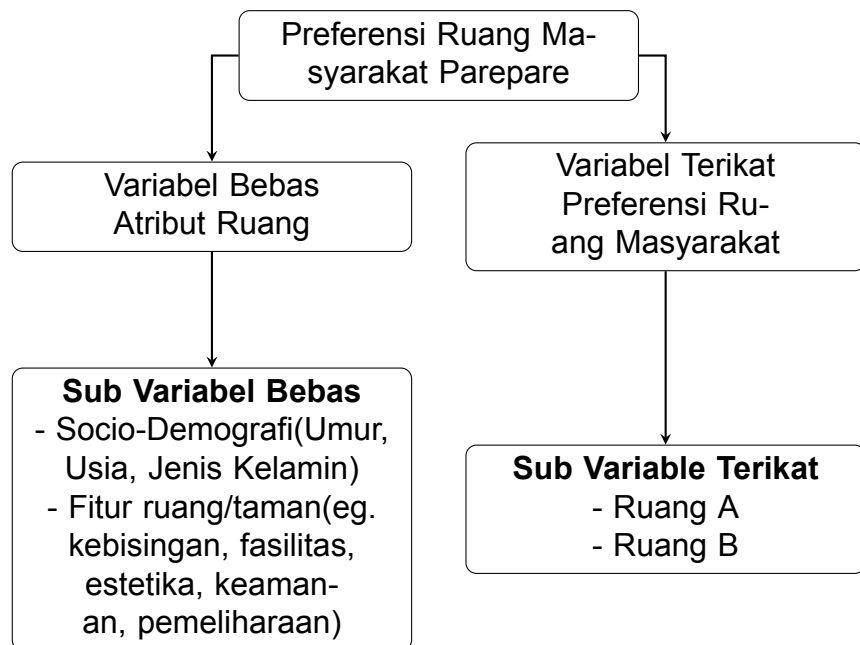 Preferensi Ruang Ma-
syarakat Parepare
Variabel Bebas
Atribut Ruang
Variabel Terikat
Preferensi Ru-
ang Masyarakat
Sub Variabel Bebas
- Socio-Demografi(Umur,
Usia, Jenis Kelamin)
- Fitur ruang/taman(eg.
kebisingan, fasilitas,
estetika, keaman-
an, pemeliharaan)
Sub Variable Terikat
- Ruang A
- Ruang B